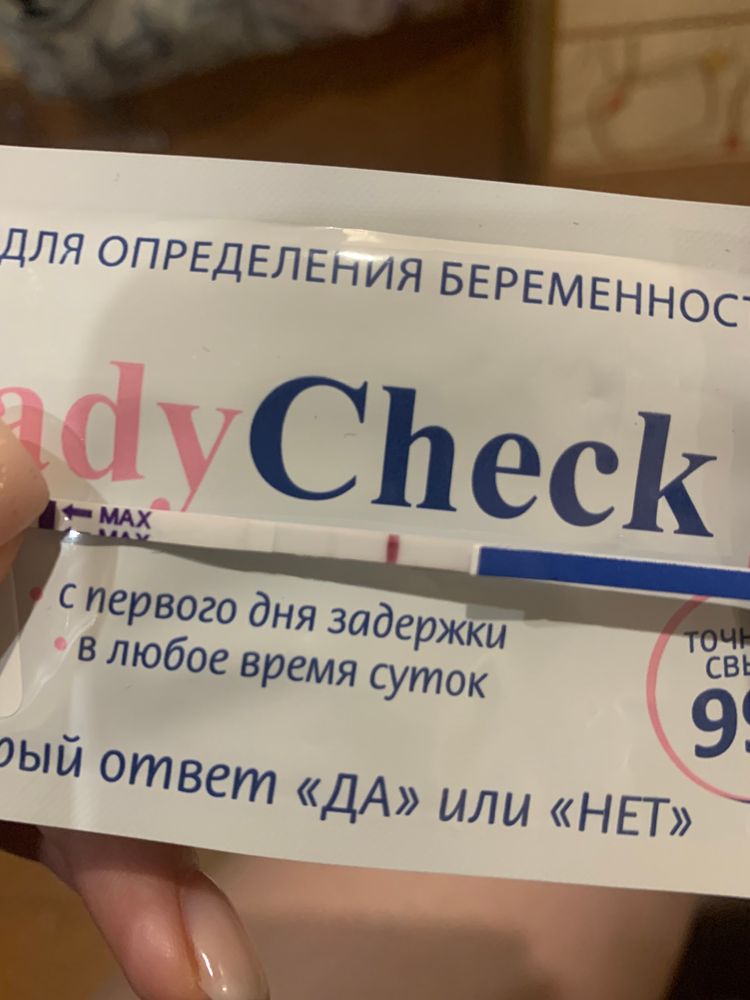 ДЛЯ ОПРЕДЕЛЕНИЯ БЕРЕМЕННОСТ
adyCheck
← MAX
MAX
• с первого дня задержки
• в любое время суток
ТОЧН
СВЫ
99
рый ответ «ДА» или «НЕТ»